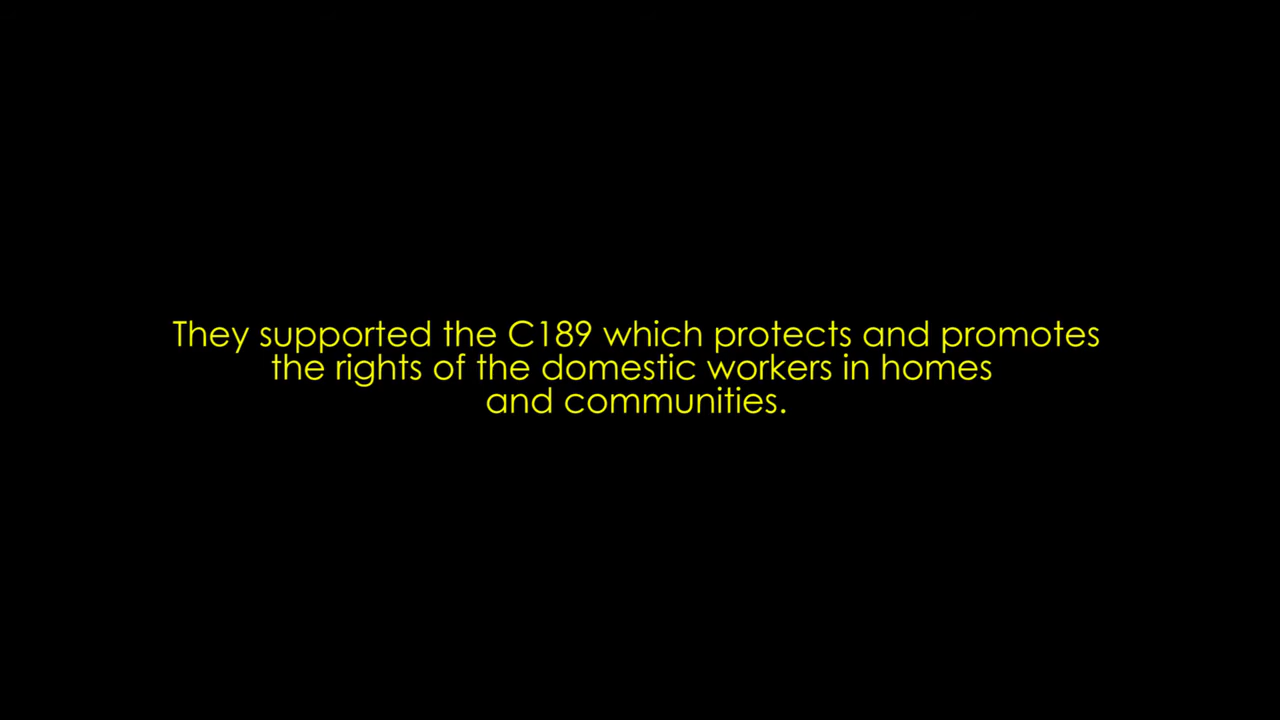 They supported the C189 which protects and promotes
the rights of the domestic workers in homes
and communities.